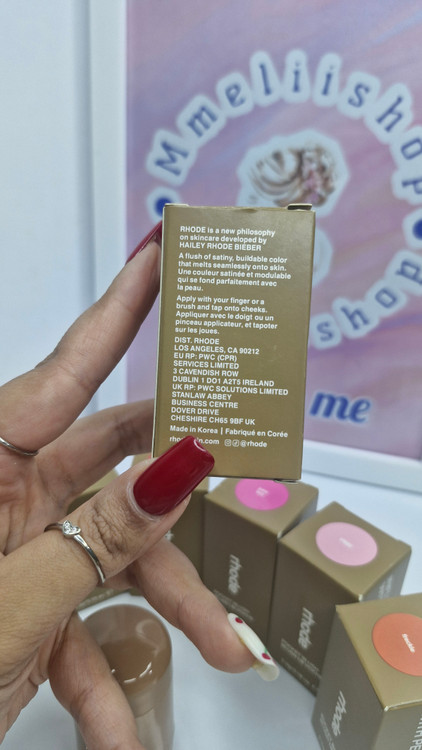 Mmeliishop
shop
me
RHODE is a new philosophy
on skincare developed by
HAILEY RHODE BIEBER
A flush of satiny, buildable color
that melts seamlessly onto skin.
Une couleur satinée et modulable
qui se fond parfaitement avec
la peau.
Apply with your finger or a
brush and tap onto cheeks.
Appliquer avec le doigt ou un
pinceau applicateur, et tapoter
sur les joues.
DIST. RHODE
LOS ANGELES, CA 90212
EU RP: PWC (CPR)
SERVICES LIMITED
3 CAVENDISH ROW
DUBLIN 1 DO1 A2T5 IRELAND
UK RP: PWC SOLUTIONS LIMITED
STANLAW ABBEY
BUSINESS CENTRE
DOVER DRIVE
CHESHIRE CH65 9BF UK
Made in Korea | Fabriqué en Corée
.com @rhode
rhode
rhode
rhode